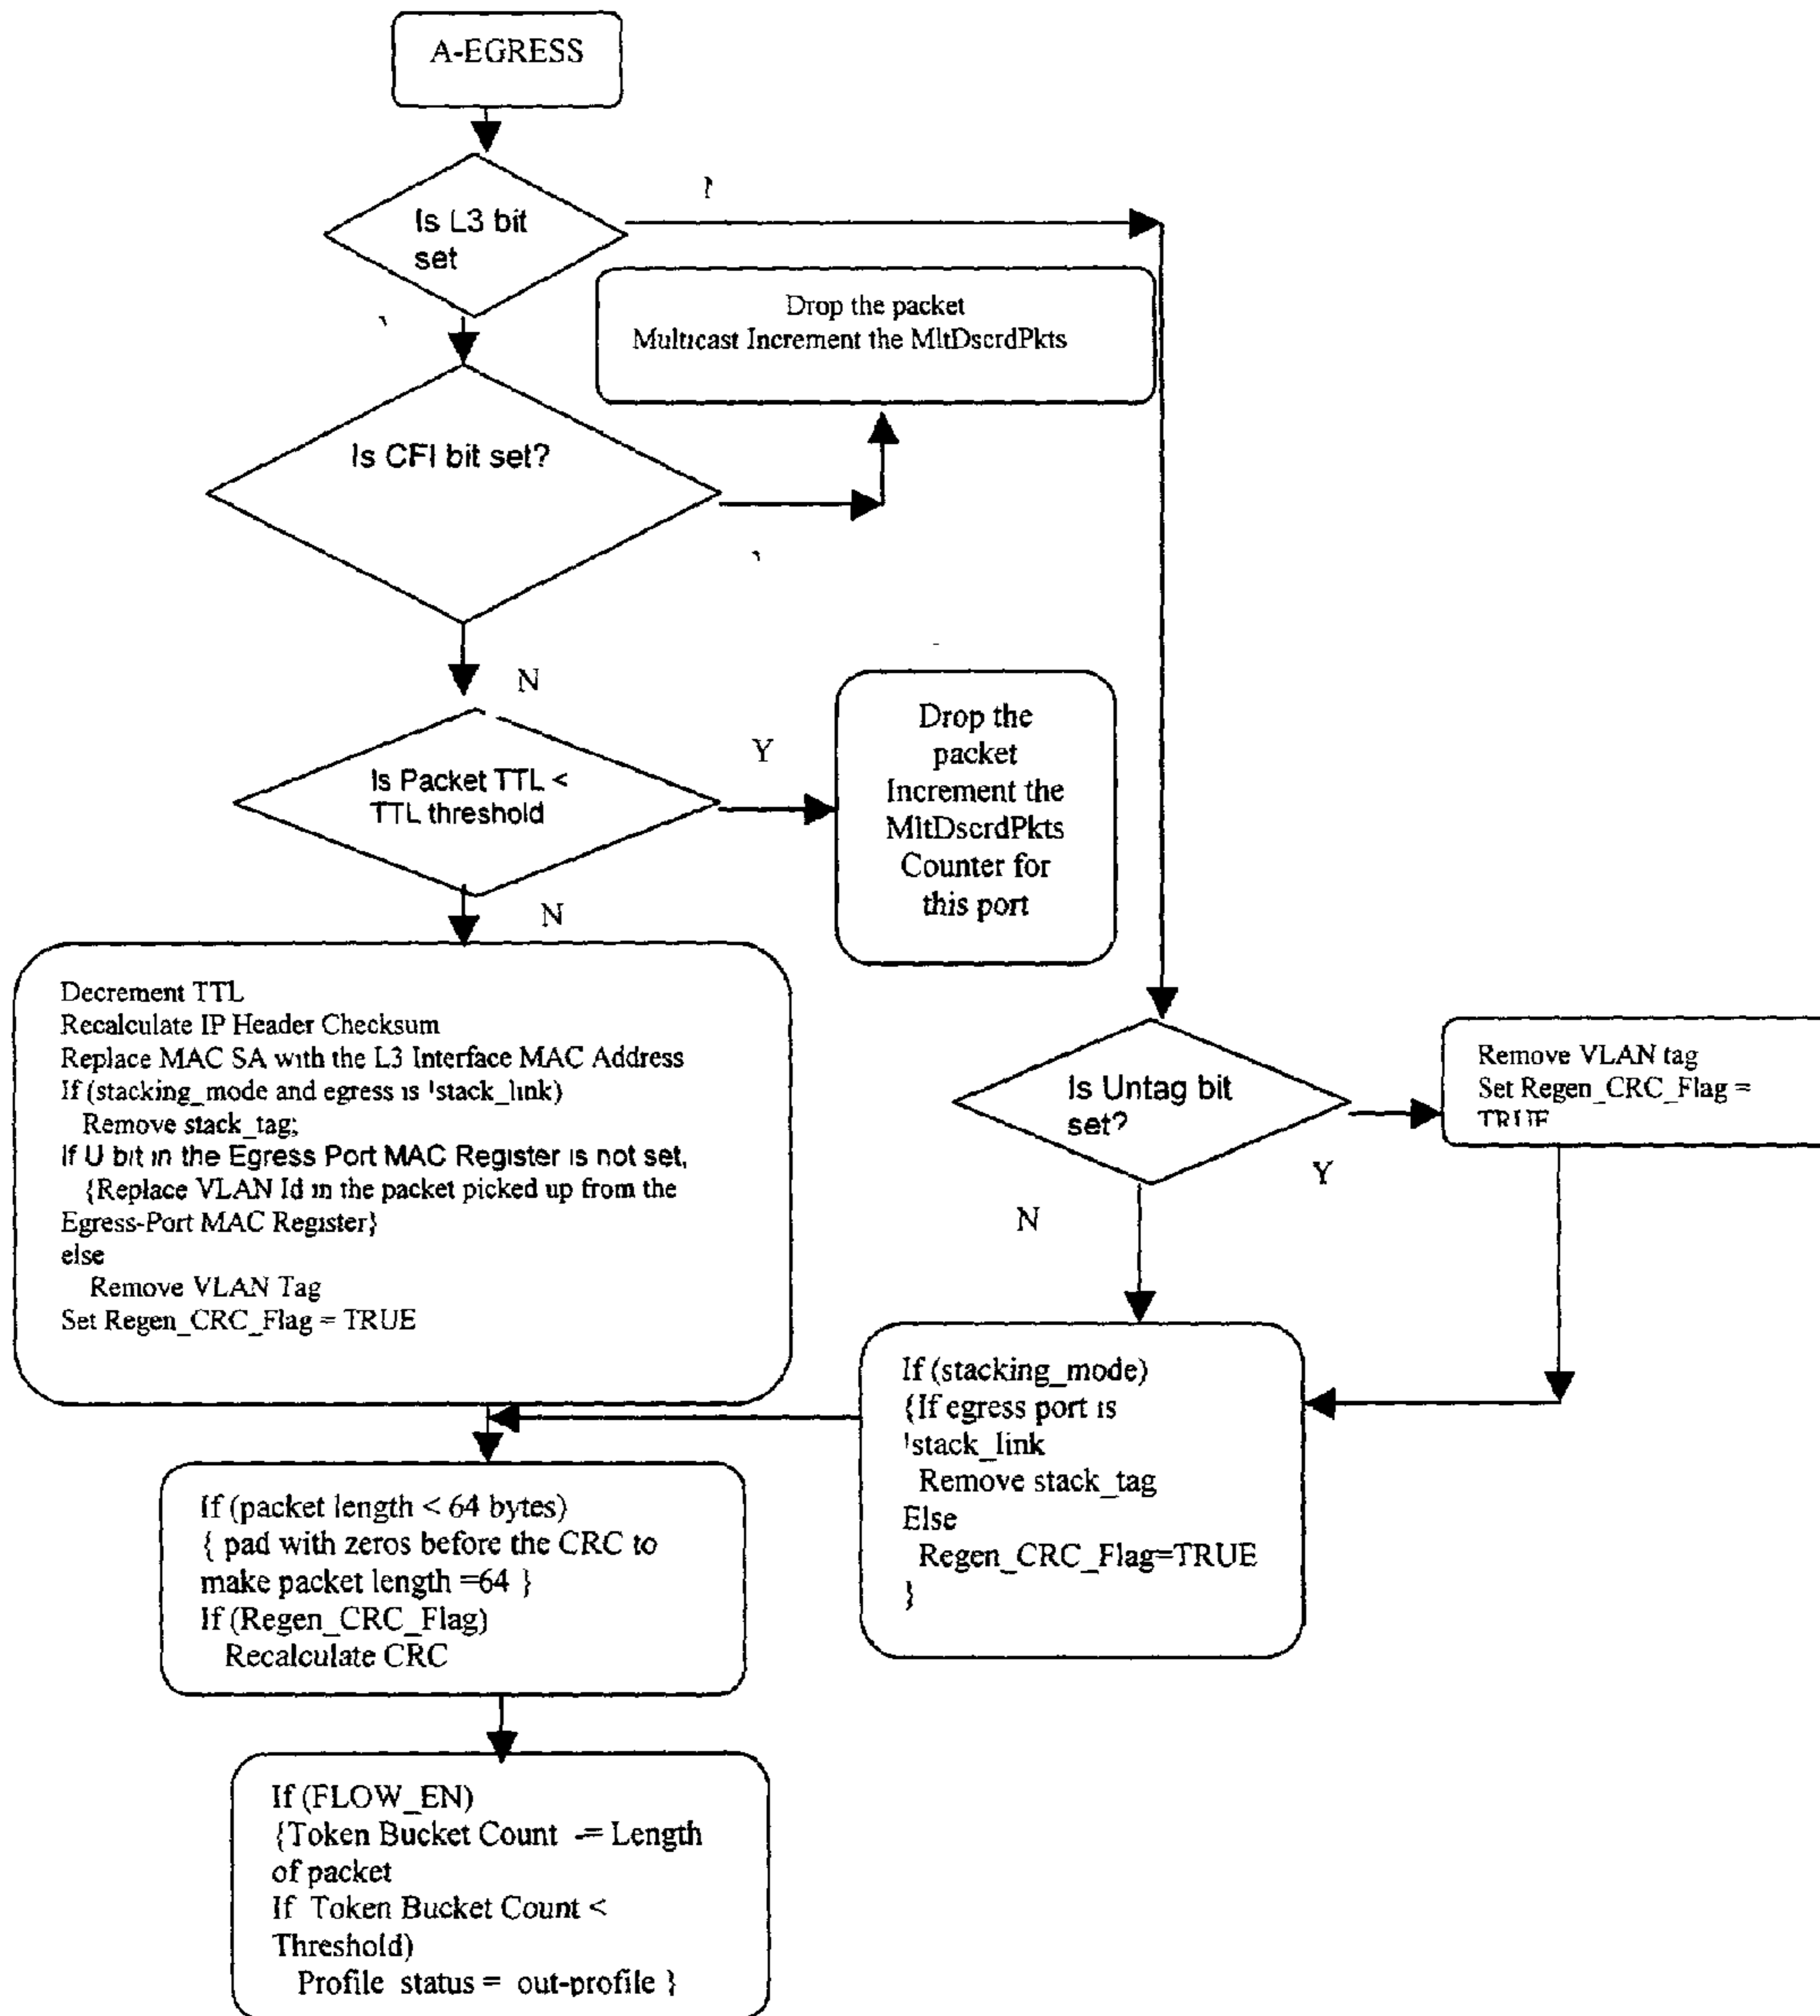 A-EGRESS
Is L3 bit
set
Drop the packet
Multicast Increment the MltDscrdPkts
Is CFI bit set?
N
Is Packet TTL <
TTL threshold
Y
Drop the
packet
Increment the
MltDscrdPkts
Counter for
this port
N
Decrement TTL
Recalculate IP Header Checksum
Replace MAC SA with the L3 Interface MAC Address
If (stacking_mode and egress is !stack_link)
Remove stack_tag;
If U bit in the Egress Port MAC Register is not set,
{Replace VLAN Id in the packet picked up from the
Egress-Port MAC Register}
else
Remove VLAN Tag
Set Regen_CRC_Flag = TRUE
Is Untag bit
set?
Y
Remove VLAN tag
Set Regen_CRC_Flag =
TRUE
N
If (stacking_mode)
{If egress port is
!stack_link
Remove stack_tag
Else
Regen_CRC_Flag=TRUE
}
If (packet length < 64 bytes)
{ pad with zeros before the CRC to
make packet length =64 }
If (Regen_CRC_Flag)
Recalculate CRC
If (FLOW_EN)
{Token Bucket Count -= Length
of packet
If Token Bucket Count <
Threshold)
Profile status = out-profile }